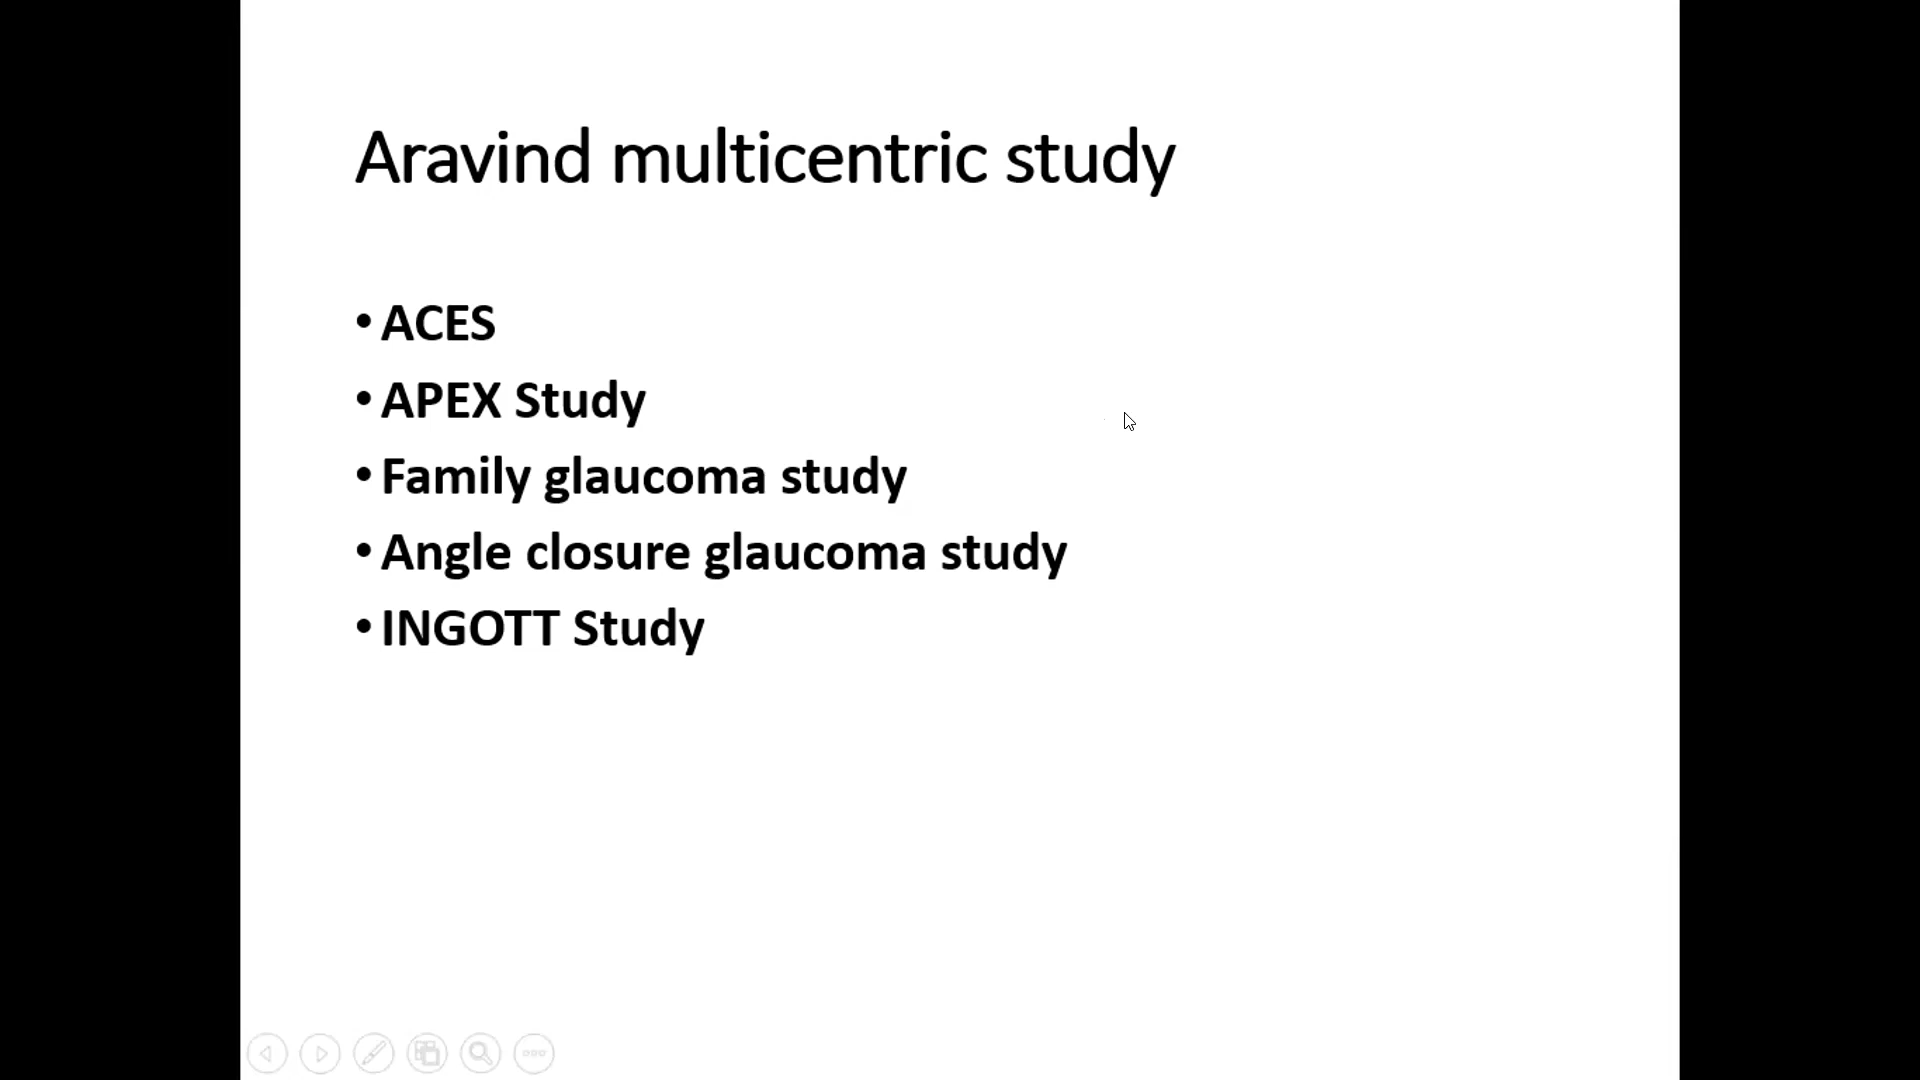 Aravind multicentric study
• ACES
• APEX Study
• Family glaucoma study
• Angle closure glaucoma study
• INGOTT Study